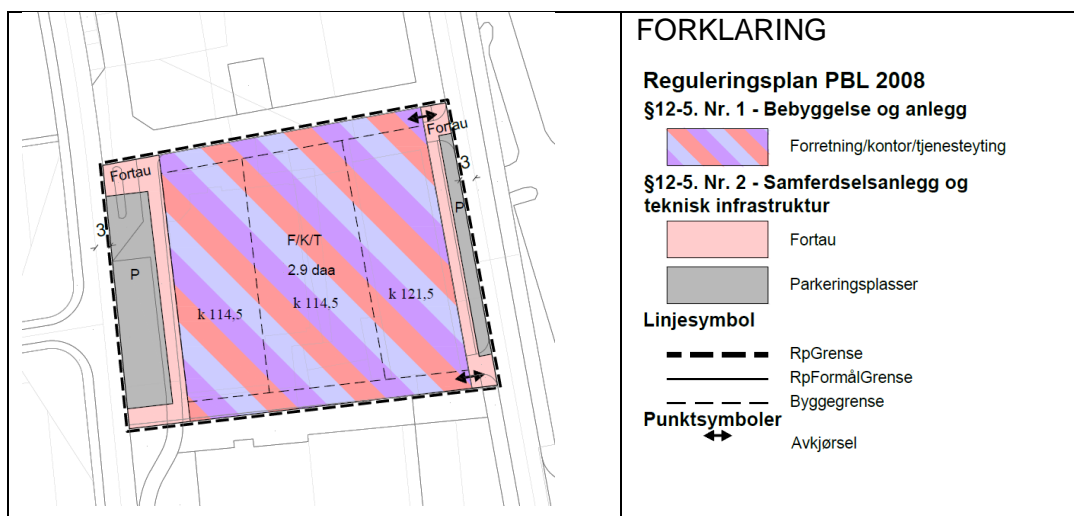 Fortau
3
Fortau
3
P
P
F/K/T
2.9 daa
k 114,5
k 114,5
k 121,5
FORKLARING
Reguleringsplan PBL 2008
§12-5. Nr. 1 - Bebyggelse og anlegg
Forretning/kontor/tjenesteyting
§12-5. Nr. 2 - Samferdselsanlegg og
teknisk infrastruktur
Fortau
Parkeringsplasser
Linjesymbol
RpGrense
RpFormålGrense
Byggegrense
Punktsymboler
Avkjørsel